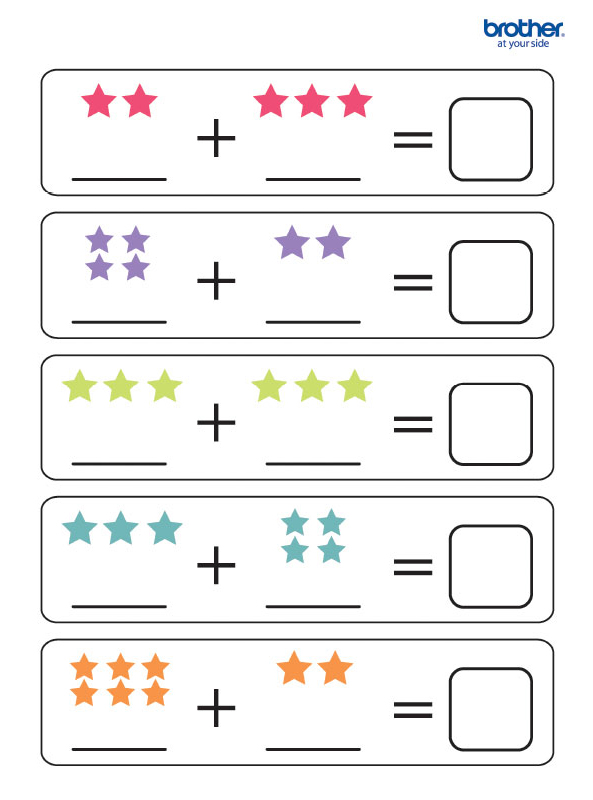 brother
at your side
+ =
+ =
+ =
+ =
+ =